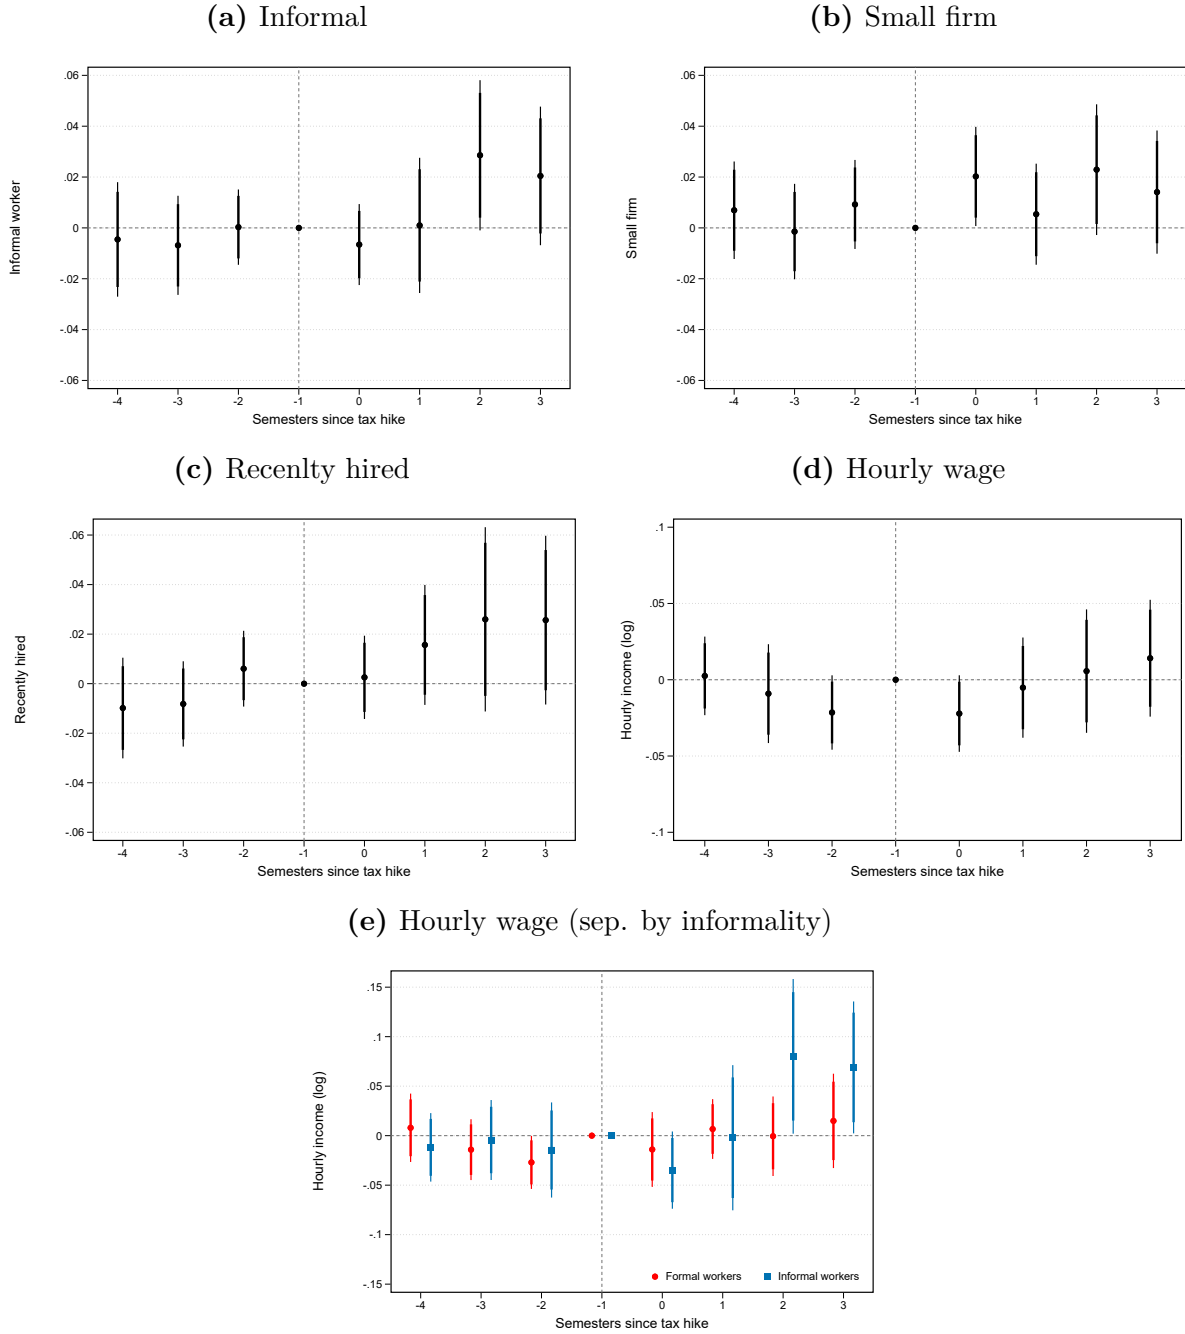 (a) Informal
.06
.04
.02
0
-.02
-.04
-.06
Informal worker
-4 -3 -2 -1 0 1 2 3
Semesters since tax hike
(b) Small firm
.06
.04
.02
0
-.02
-.04
-.06
Small firm
-4 -3 -2 -1 0 1 2 3
Semesters since tax hike
(c) Recenlty hired
.06
.04
.02
0
-.02
-.04
-.06
Recently hired
-4 -3 -2 -1 0 1 2 3
Semesters since tax hike
(d) Hourly wage
.1
.05
0
-.05
-.1
Hourly income (log)
-4 -3 -2 -1 0 1 2 3
Semesters since tax hike
(e) Hourly wage (sep. by informality)
.15
.1
.05
0
-.05
-.1
-.15
Hourly income (log)
Formal workers Informal workers
-4 -3 -2 -1 0 1 2 3
Semesters since tax hike